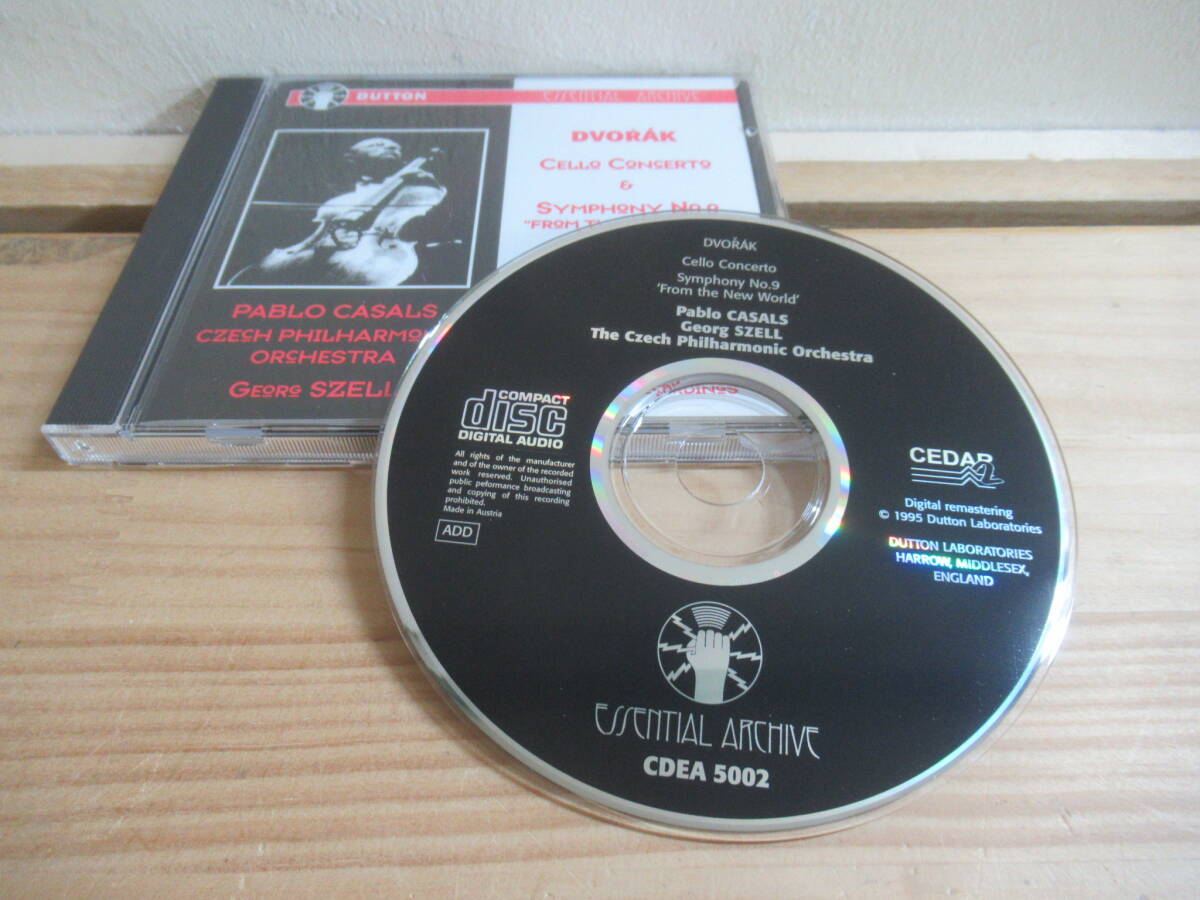 DUTTON
ESSENTIAL ARCHIVE
DVOŘÁK
CELLO CONCERTO
&
SYMPHONY NO.9
"FROM
PABLO CASALS
CZECH
ORCHESTRA
GEORG SZELL
DVOŘÁK
Cello Concerto
Symphony No.9
'From the New World'
Pablo CASALS
Georg SZELL
The Czech Philharmonic Orchestra
COMPACT
disc
DIGITAL AUDIO
All rights of the manufacturer
and of the owner of the recorded
work reserved. Unauthorised
public peformance broadcasting
and copying of this recording
prohibited.
Made in Austria
ADD
CEDAR
2
Digital remastering
© 1995 Dutton Laboratories
DUTTON LABORATORIES
HARROW, MIDDLESEX,
ENGLAND
ESSENTIAL ARCHIVE
CDEA 5002